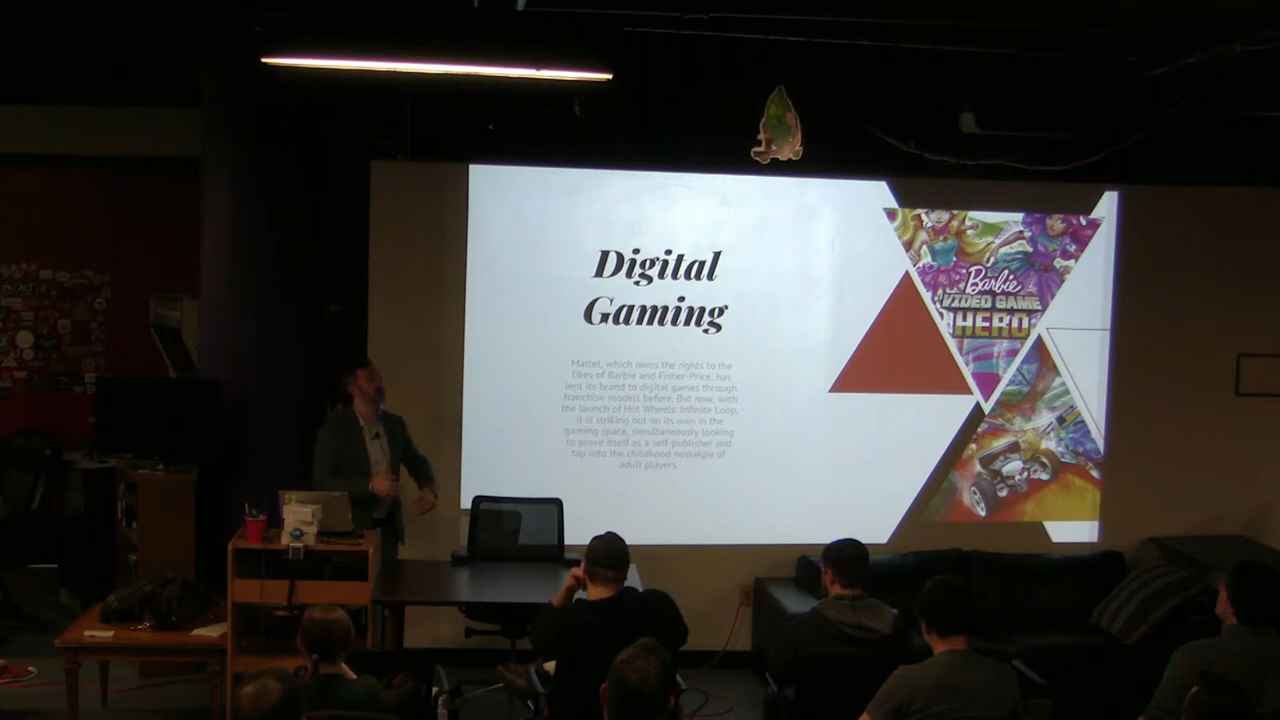 Digital
Gaming
Mattel, which owns the rights to the
likes of Barbie and Fisher-Price, has
lent its brand to digital games through
franchise models before. But now, with
the launch of Hot Wheels: Infinite Loop,
it is striking out on its own in the
gaming space, simultaneously looking
to prove itself as a self-publisher and
tap into the childhood nostalgia of
adult players
Barbie
VIDEO GAME
HERO
ALT